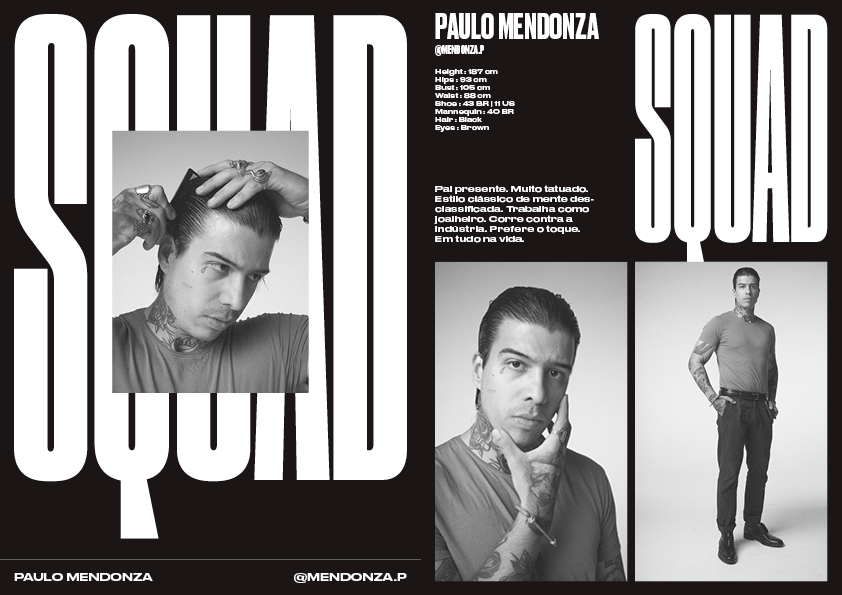 SQUAD
PAULO MENDONZA
@MENDONZA.P
PAULO MENDONZA
@MENDONZA.P
Height : 187 cm
Hips : 93 cm
Bust : 105 cm
Waist : 88 cm
Shoe : 43 BR | 11 US
Mannequin : 40 BR
Hair : Black
Eyes : Brown
Pai presente. Muito tatuado.
Estilo clássico de mente des-
classificada. Trabalha como
joalheiro. Corre contra a
indústria. Prefere o toque.
Em tudo na vida.
SQUAD